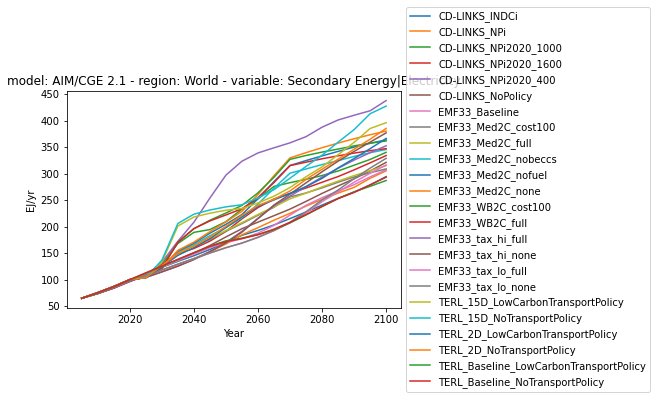 model: AIM/CGE 2.1 - region: World - variable: Secondary Energy|Electricity
EJ/yr
450
400
350
300
250
200
150
100
50
2020
2040
2060
2080
2100
Year
CD-LINKS_INDCi
CD-LINKS_NPi
CD-LINKS_NPi2020_1000
CD-LINKS_NPi2020_1600
CD-LINKS_NPi2020_400
CD-LINKS_NoPolicy
EMF33_Baseline
EMF33_Med2C_cost100
EMF33_Med2C_full
EMF33_Med2C_nobeccs
EMF33_Med2C_nofuel
EMF33_Med2C_none
EMF33_WB2C_cost100
EMF33_WB2C_full
EMF33_tax_hi_full
EMF33_tax_hi_none
EMF33_tax_lo_full
EMF33_tax_lo_none
TERL_15D_LowCarbonTransportPolicy
TERL_15D_NoTransportPolicy
TERL_2D_LowCarbonTransportPolicy
TERL_2D_NoTransportPolicy
TERL_Baseline_LowCarbonTransportPolicy
TERL_Baseline_NoTransportPolicy